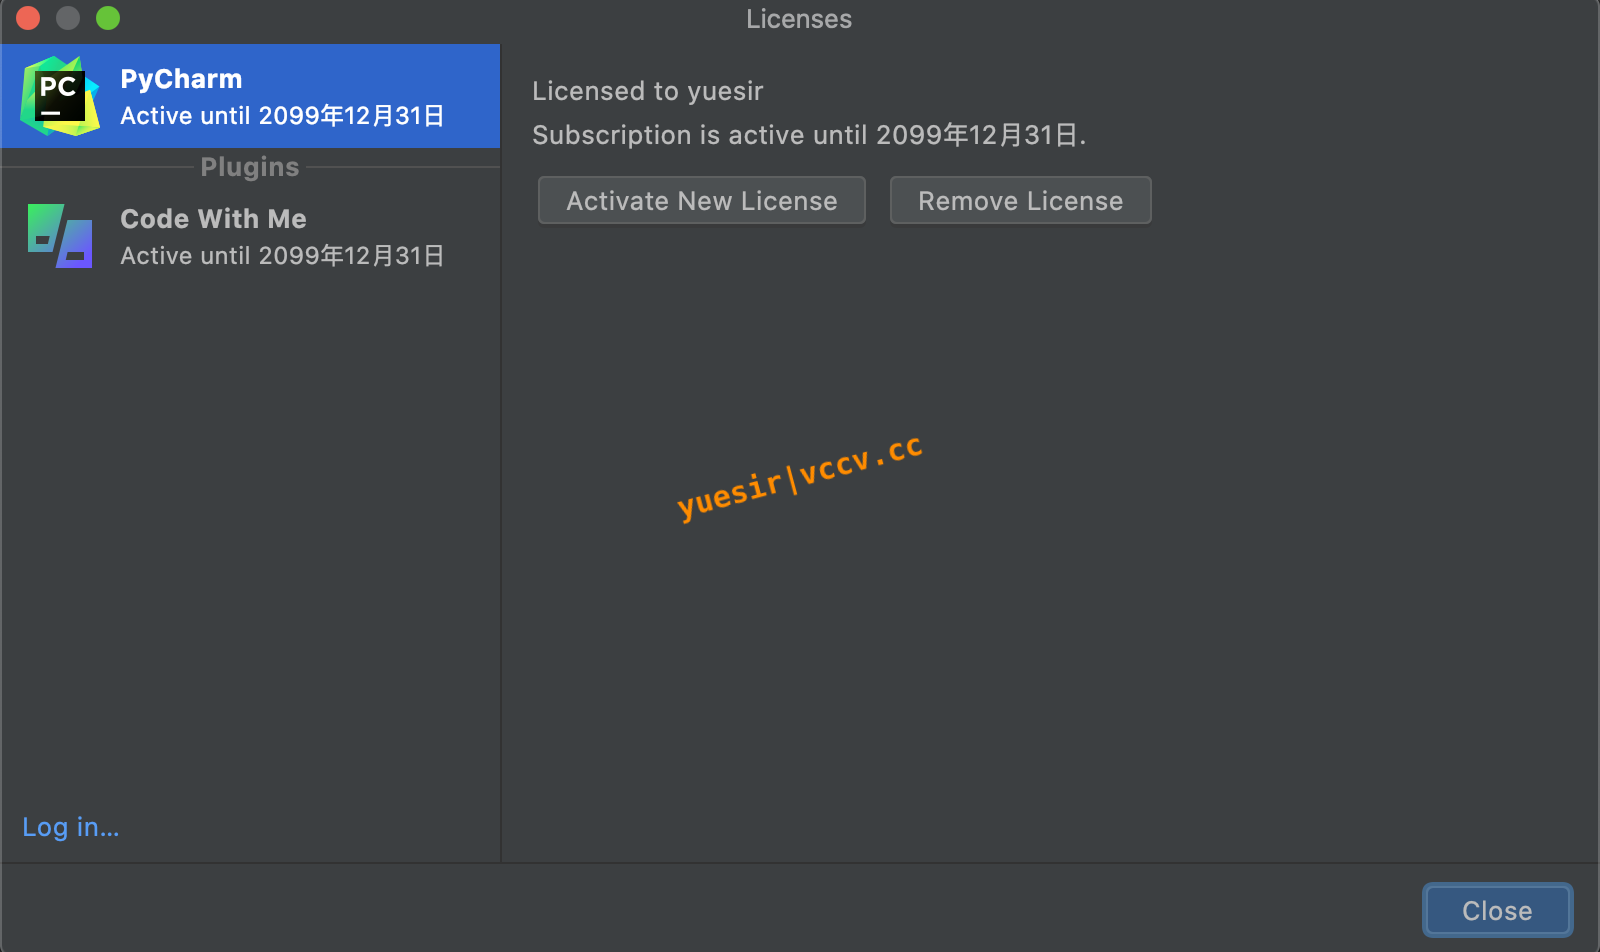 Licenses
PC
PyCharm
Active until 2099年12月31日
Plugins
Code With Me
Active until 2099年12月31日
Log in...
Licensed to yuesir
Subscription is active until 2099年12月31日.
Activate New License
Remove License
yuesir|vccv.cc
Close